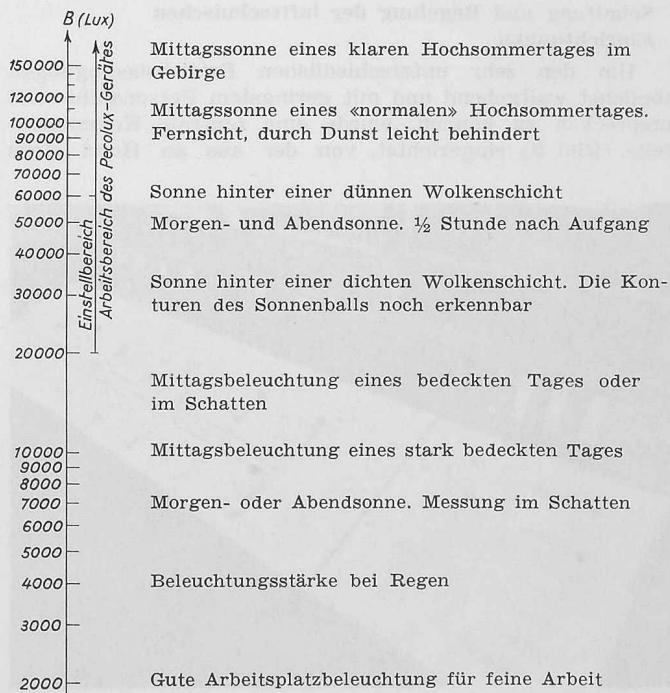 B (Lux)
Einstellbereich
Arbeitsbereich des Pecolux-Gerätes
150000
Mittagssonne eines klaren Hochsommertages im
Gebirge
120000
100000
90000
80000
Mittagssonne eines «normalen» Hochsommertages.
Fernsicht, durch Dunst leicht behindert
70000
60000
Sonne hinter einer dünnen Wolkenschicht
50000
Morgen- und Abendsonne. ½ Stunde nach Aufgang
40000
30000
Sonne hinter einer dichten Wolkenschicht. Die Kon-
turen des Sonnenballs noch erkennbar
20000
Mittagsbeleuchtung eines bedeckten Tages oder
im Schatten
10000
Mittagsbeleuchtung eines stark bedeckten Tages
9000
8000
7000
Morgen- oder Abendsonne. Messung im Schatten
6000
5000
4000
Beleuchtungsstärke bei Regen
3000
2000
Gute Arbeitsplatzbeleuchtung für feine Arbeit